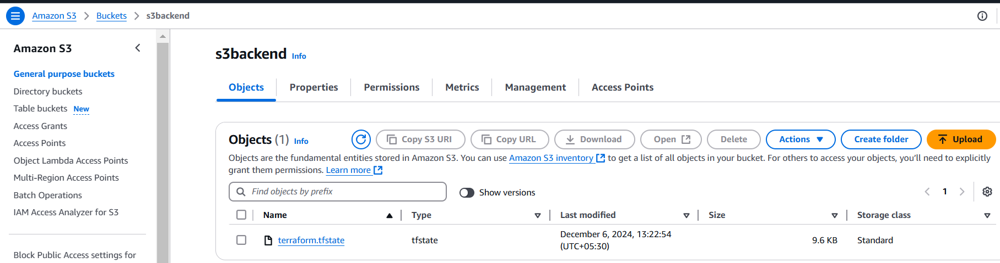 Amazon S3 > Buckets > s3backend
Amazon S3
General purpose buckets
Directory buckets
Table buckets New
Access Grants
Access Points
Object Lambda Access Points
Multi-Region Access Points
Batch Operations
IAM Access Analyzer for S3
Block Public Access settings for
s3backend Info
Objects Properties Permissions Metrics Management Access Points
Objects (1) Info Copy S3 URI Copy URL Download Open Delete Actions Create folder Upload
Objects are the fundamental entities stored in Amazon S3. You can use Amazon S3 inventory to get a list of all objects in your bucket. For others to access your objects, you'll need to explicitly
grant them permissions. Learn more
Find objects by prefix Show versions 1
Name Type Last modified Size Storage class
terraform.tfstate tfstate December 6, 2024, 13:22:54 9.6 KB Standard
(UTC+05:30)